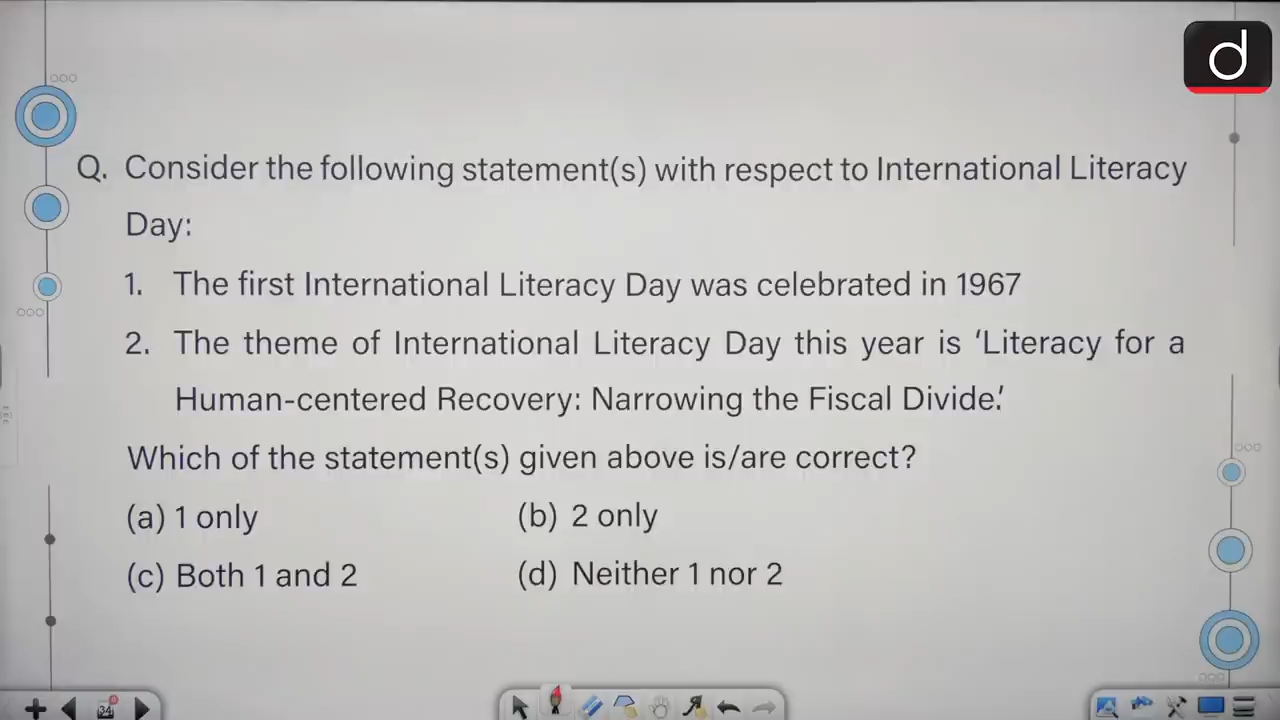 d
Q. Consider the following statement(s) with respect to International Literacy
Day:
1. The first International Literacy Day was celebrated in 1967
2. The theme of International Literacy Day this year is ‘Literacy for a
Human-centered Recovery: Narrowing the Fiscal Divide.’
Which of the statement(s) given above is/are correct?
(a) 1 only (b) 2 only
(c) Both 1 and 2 (d) Neither 1 nor 2
34